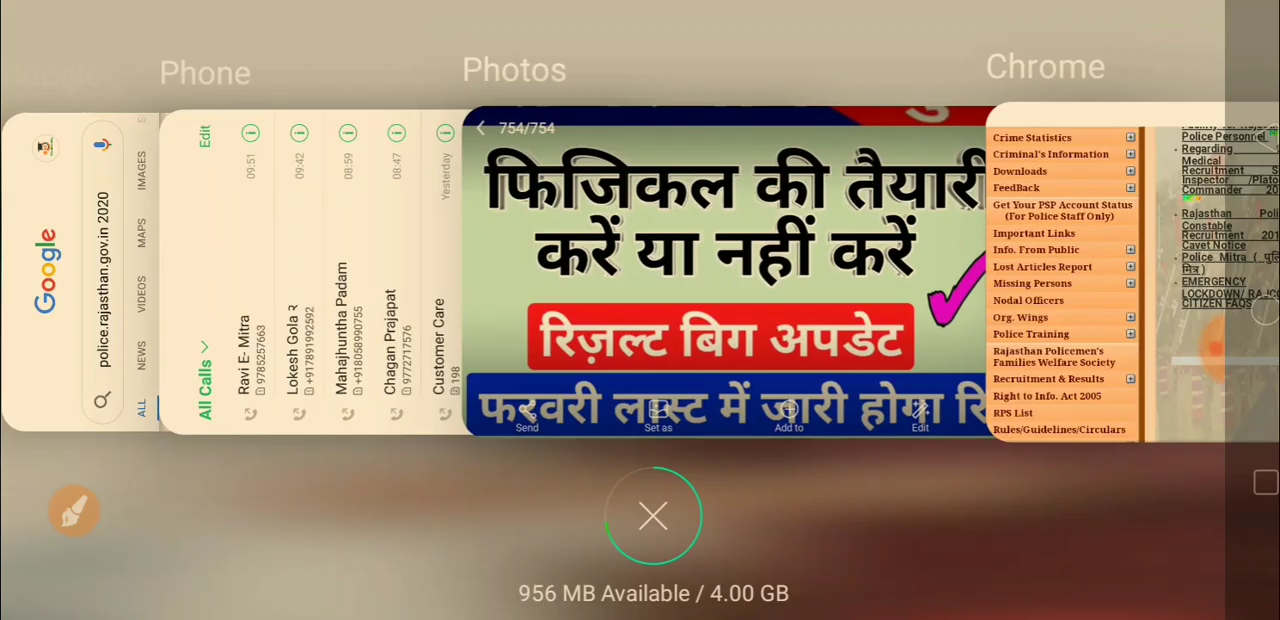 Phone
Photos
Chrome
Google
police.rajasthan.gov.in 2020
ALL
NEWS
VIDEOS
MAPS
IMAGES
Edit
All Calls
Ravi E- Mitra
9785257663
09:51
Lokesh Gola २
+917891992592
09:42
Mahajhuntha Padam
+918058990755
08:59
Chagan Prajapat
9772717576
08:47
Customer Care
198
Yesterday
754/754
फिजिकल की तैयारी
करें या नहीं करें
रिज़ल्ट बिग अपडेट
फरवरी लास्ट में जारी होगा
Send
Set as
Add to
Edit
Crime Statistics
Criminal's Information
Downloads
FeedBack
Get Your PSP Account Status
(For Police Staff Only)
Important Links
Info. From Public
Lost Articles Report
Missing Persons
Nodal Officers
Org. Wings
Police Training
Rajasthan Policemen's
Families Welfare Society
Recruitment & Results
Right to Info. Act 2005
RPS List
Rules/Guidelines/Circulars
Police Personnel
Regarding
Medical
Recruitment S
Inspector /Plato
Commander 20
Rajasthan Poli
Constable
Recruitment 201
Cavet Notice
Police Mitra ( पुलि
मित्र )
EMERGENCY
LOCKDOWN/ RAJCO
CITIZEN FAQS
956 MB Available / 4.00 GB